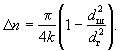 Δn = π/4k (1 − d²ш/d²т).